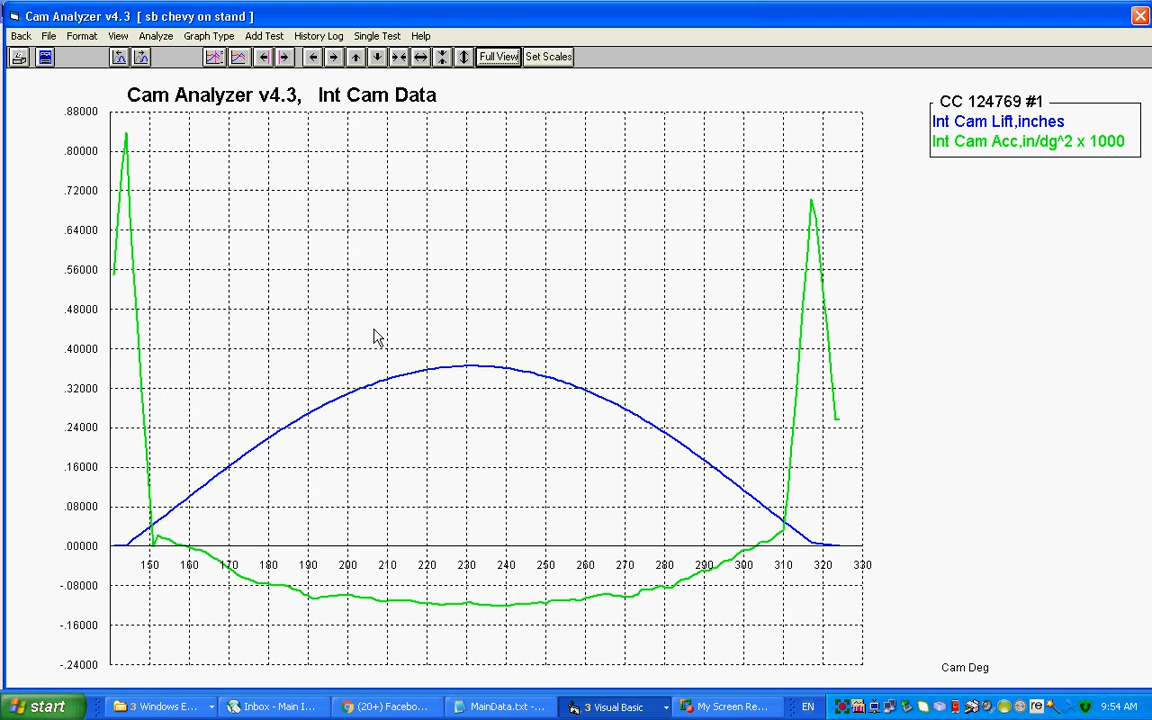 Cam Analyzer v4.3 [ sb chevy on stand ]
Back File Format View Analyze Graph Type Add Test History Log Single Test Help
Full View Set Scales
Cam Analyzer v4.3, Int Cam Data
CC 124769 #1
Int Cam Lift,inches
Int Cam Acc,in/dg^2 x 1000
.88000
.80000
.72000
.64000
.56000
.48000
.40000
.32000
.24000
.16000
.08000
.00000
150 160 170 180 190 200 210 220 230 240 250 260 270 280 290 300 310 320 330
-.08000
-.16000
-.24000
Cam Deg
start 3 Windows E... Inbox - Main I... (20+) Facebo... MainData.txt -... 3 Visual Basic My Screen Re... EN re 9:54 AM